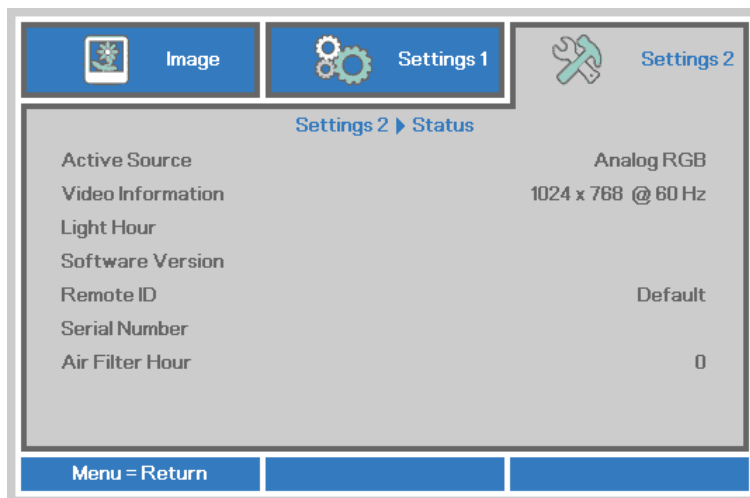 Image Settings 1 Settings 2
Settings 2 ▶ Status
Active Source Analog RGB
Video Information 1024 x 768 @ 60 Hz
Light Hour
Software Version
Remote ID Default
Serial Number
Air Filter Hour 0
Menu = Return